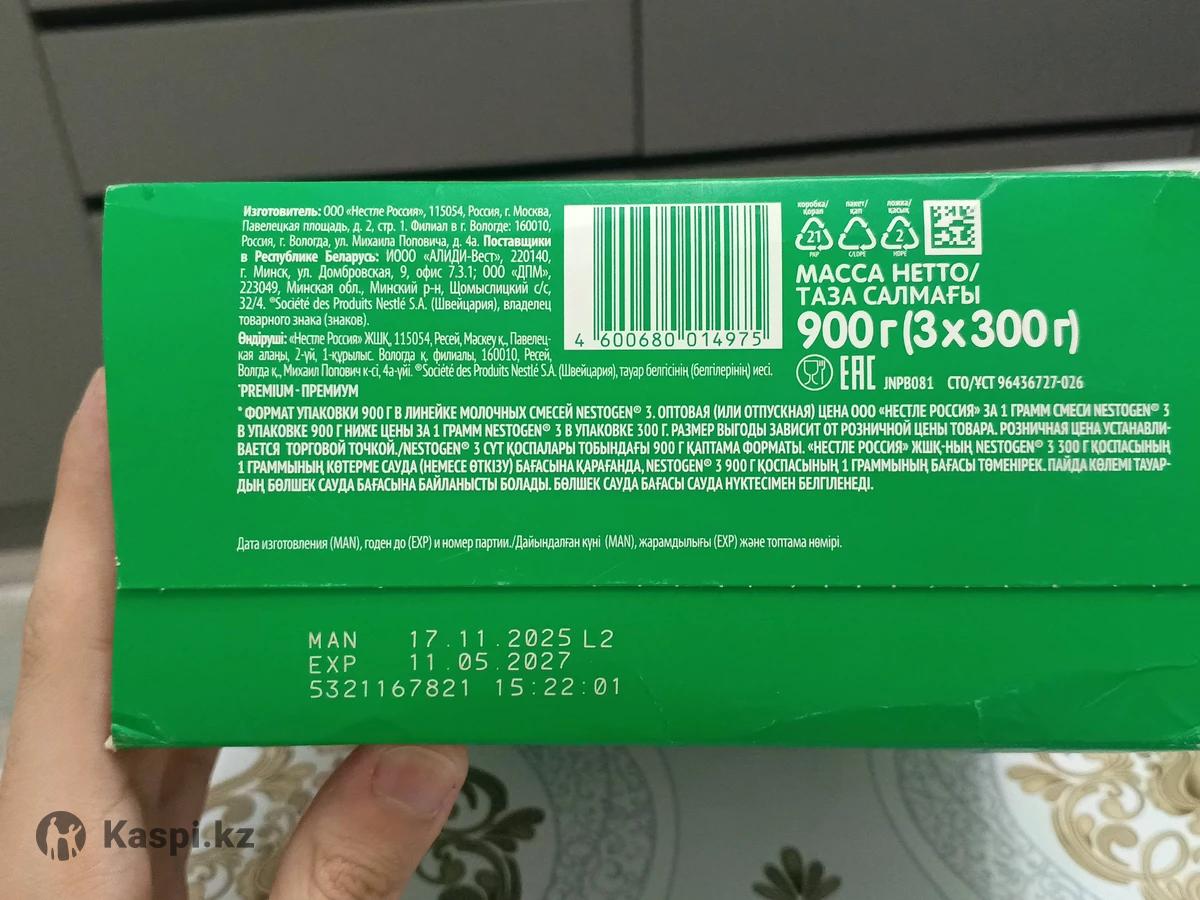 Изготовитель: ООО «Нестле Россия», 115054, Россия, г. Москва,
Павелецкая площадь, д. 2, стр. 1. Филиал в г. Вологде: 160010,
Россия, г. Вологда, ул. Михаила Поповича, д. 4а. Поставщики
в Республике Беларусь: ИООО «АЛИДИ-Вест», 220140,
г. Минск, ул. Домбровская, 9, офис 7.3.1; ООО «ДПМ»,
223049, Минская обл., Минский р-н, Щомыслицкий с/с,
32/4. ®Société des Produits Nestlé S.A. (Швейцария), владелец
товарного знака (знаков).
Өндіруші: «Нестле Россия» ЖШҚ, 115054, Ресей, Мәскеу қ., Павелец-
кая алаңы, 2-үй, 1-құрылыс. Вологда қ. филиалы, 160010, Ресей,
Волгда қ., Михаил Попович к-сі, 4а-үйі. ®Société des Produits Nestlé S.A. (Швейцария), тауар белгісінің (белгілерінің) иесі.
4 600680 014975
коробка/ қорап
пакет/ қап
ложка/ қасық
21
2
PAP
C/LDPE
HDPE
МАССА НЕТТО/
ТАЗА САЛМАҒЫ
900 г (3 x 300 г)
EAC JNPB081 СТО/ҰСТ 96436727-026
*PREMIUM - ПРЕМИУМ
* ФОРМАТ УПАКОВКИ 900 Г В ЛИНЕЙКЕ МОЛОЧНЫХ СМЕСЕЙ NESTOGEN® 3. ОПТОВАЯ (ИЛИ ОТПУСКНАЯ) ЦЕНА ООО «НЕСТЛЕ РОССИЯ» ЗА 1 ГРАММ СМЕСИ NESTOGEN® 3
В УПАКОВКЕ 900 Г НИЖЕ ЦЕНЫ ЗА 1 ГРАММ NESTOGEN® 3 В УПАКОВКЕ 300 Г. РАЗМЕР ВЫГОДЫ ЗАВИСИТ ОТ РОЗНИЧНОЙ ЦЕНЫ ТОВАРА. РОЗНИЧНАЯ ЦЕНА УСТАНАВЛИ-
ВАЕТСЯ ТОРГОВОЙ ТОЧКОЙ./NESTOGEN® 3 СҮТ ҚОСПАЛАРЫ ТОБЫНДАҒЫ 900 Г ҚАПТАМА ФОРМАТЫ. «НЕСТЛЕ РОССИЯ» ЖШҚ-НЫҢ NESTOGEN® 3 300 Г ҚОСПАСЫНЫҢ
1 ГРАММЫНЫҢ КӨТЕРМЕ САУДА (НЕМЕСЕ ӨТКІЗУ) БАҒАСЫНА ҚАРАҒАНДА, NESTOGEN® 3 900 Г ҚОСПАСЫНЫҢ 1 ГРАММЫНЫҢ БАҒАСЫ ТӨМЕНІРЕК. ПАЙДА КӨЛЕМІ ТАУАР-
ДЫҢ БӨЛШЕК САУДА БАҒАСЫНА БАЙЛАНЫСТЫ БОЛАДЫ. БӨЛШЕК САУДА БАҒАСЫ САУДА НҮКТЕСІМЕН БЕЛГІЛЕНЕДІ.
Дата изготовления (MAN), годен до (EXP) и номер партии./Дайындалған күні (MAN), жарамдылығы (EXP) және топтама нөмірі.
MAN 17.11.2025 L2
EXP 11.05.2027
5321167821 15:22:01
Kaspi.kz